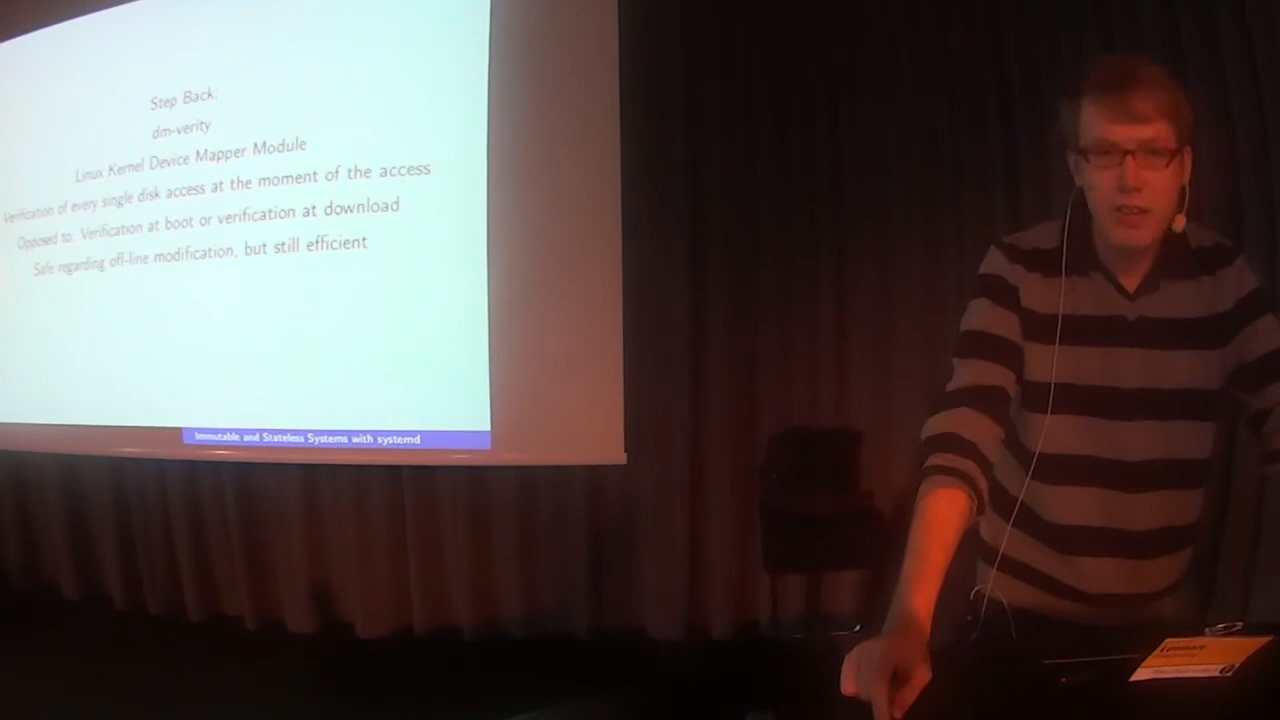 Step Back:
dm-verity
Linux Kernel Device Mapper Module
Verification of every single disk access at the moment of the access
Opposed to: Verification at boot or verification at download
Safe regarding off-line modification, but still efficient
Immutable and Stateless Systems with systemd
Lennart